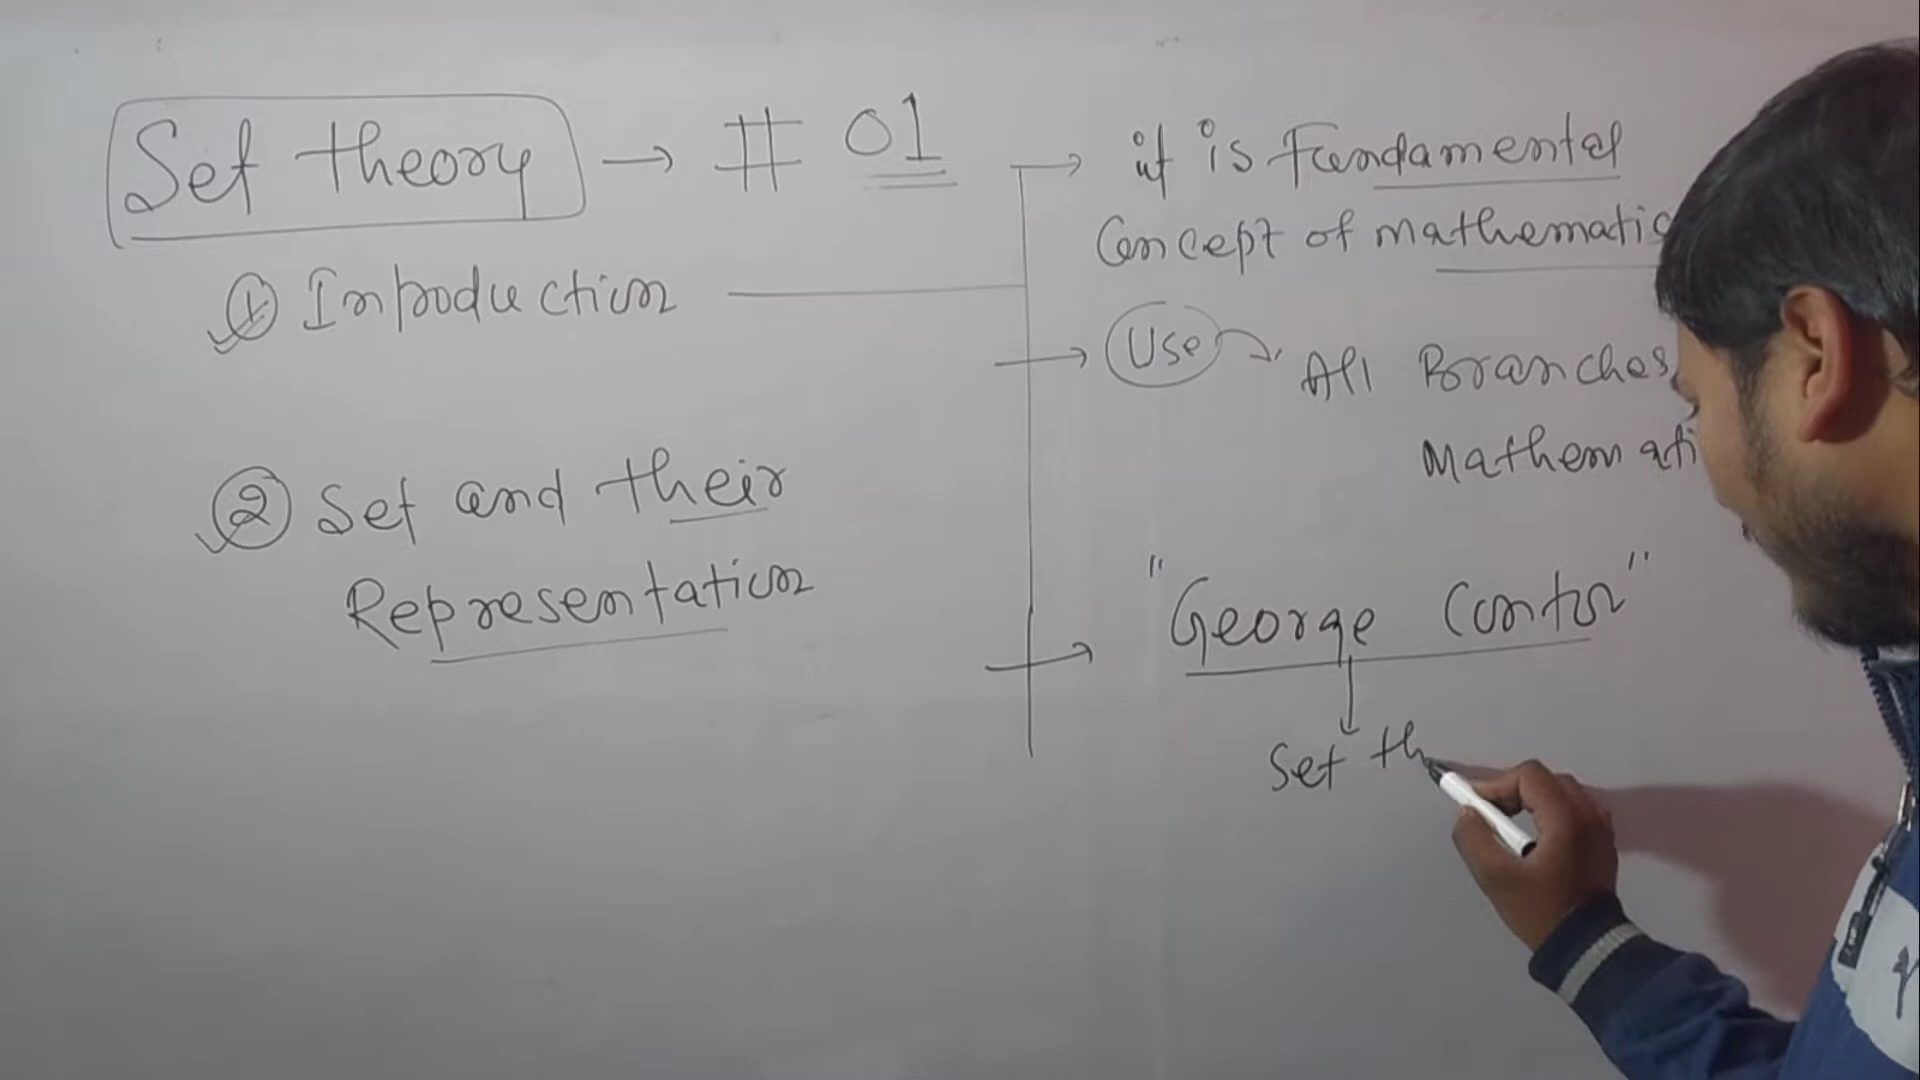 Set theory → # 01
① Introduction
② Set and their
Representation
→ it is Fundamental
Concept of mathematic
→ Use → All Branches
Mathemati
→ "George Contor"
Set th